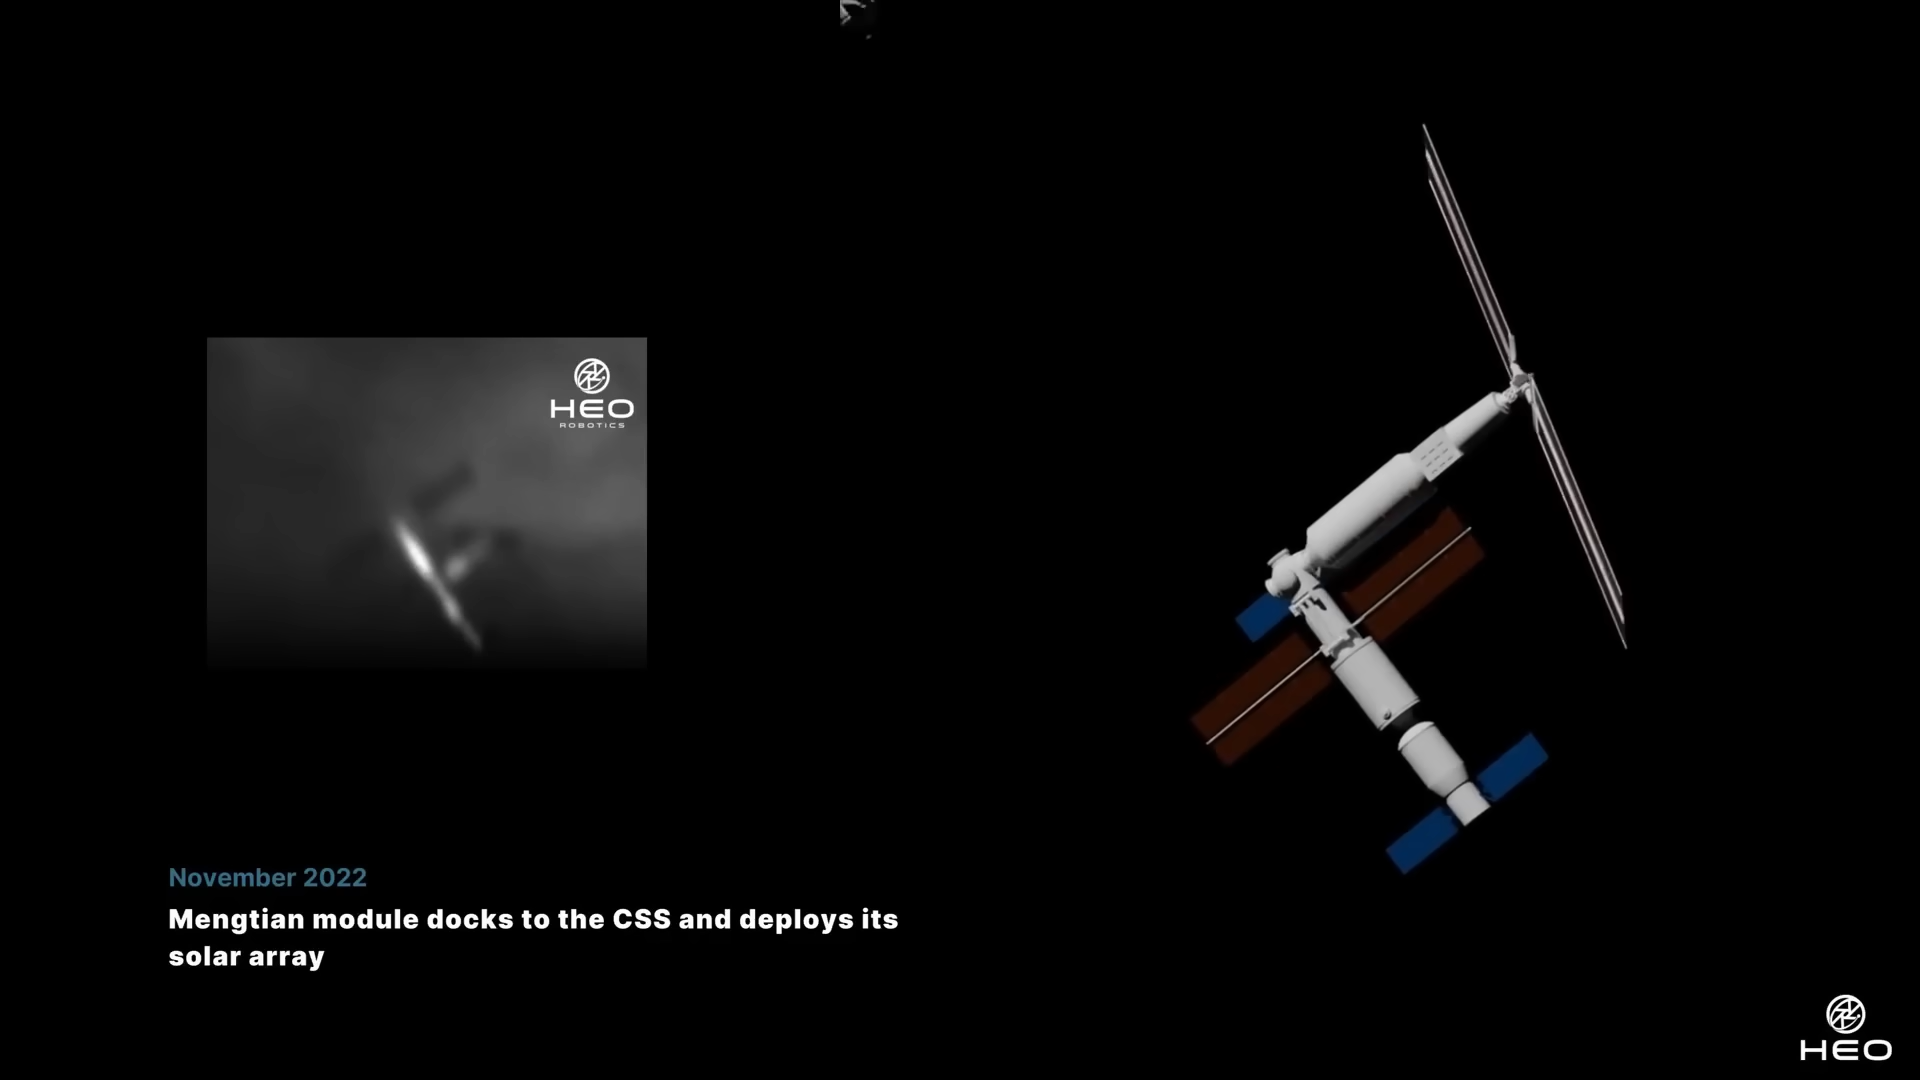 HEO
ROBOTICS
November 2022
Mengtian module docks to the CSS and deploys its
solar array
HEO